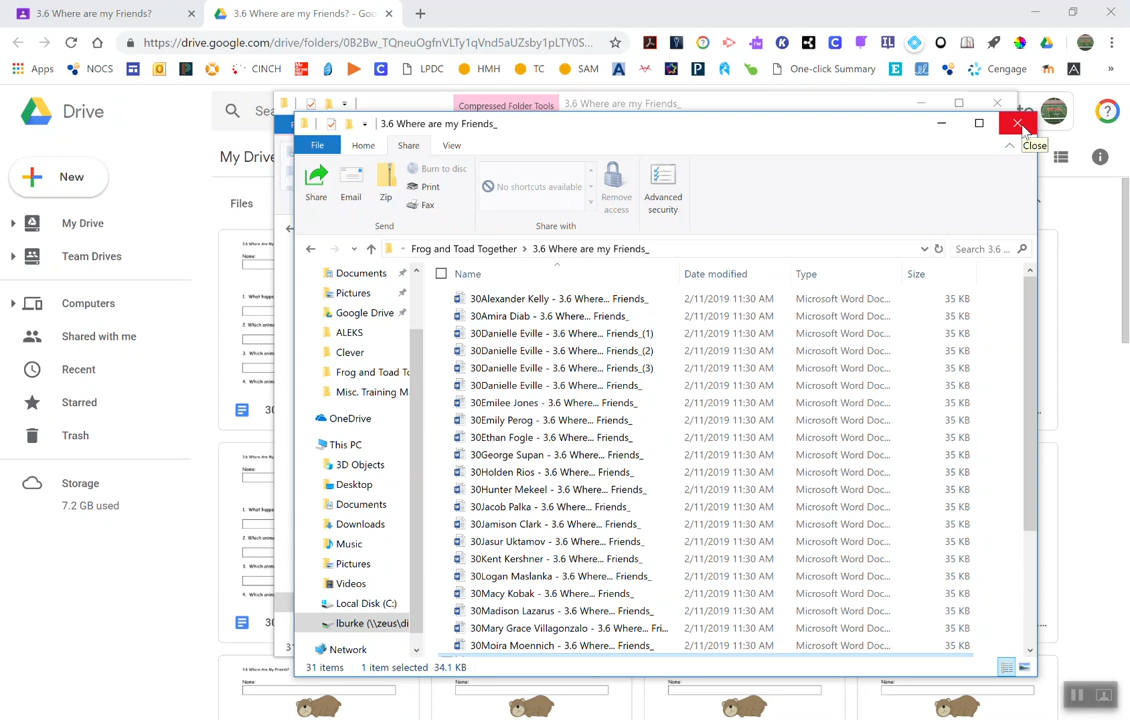 3.6 Where are my Friends?
3.6 Where are my Friends? - Goo
https://drive.google.com/drive/folders/0B2Bw_TQneuOgfnVLTy1qVnd5aUZsby1pLTY0S...
Apps
NOCS
CINCH
LPDC
HMH
TC
SAM
One-click Summary
Cengage
Drive
Sea
Compressed Folder Tools
3.6 Where are my Friends_
3.6 Where are my Friends_
Close
New
My Drive
File
Home
Share
View
Share
Email
Zip
Burn to disc
Print
Fax
Send
No shortcuts available
Share with
Remove access
Advanced security
Files
My Drive
Team Drives
Computers
Shared with me
Recent
Starred
Trash
Storage
7.2 GB used
Frog and Toad Together > 3.6 Where are my Friends_
Search 3.6 ...
Documents
Pictures
Google Drive
ALEKS
Clever
Frog and Toad To
Misc. Training M
OneDrive
This PC
3D Objects
Desktop
Documents
Downloads
Music
Pictures
Videos
Local Disk (C:)
lburke (\\zeus\di
Network
Name Date modified Type Size
30Alexander Kelly - 3.6 Where... Friends_ 2/11/2019 11:30 AM Microsoft Word Doc... 35 KB
30Amira Diab - 3.6 Where... Friends_ 2/11/2019 11:30 AM Microsoft Word Doc... 35 KB
30Danielle Eville - 3.6 Where... Friends_(1) 2/11/2019 11:30 AM Microsoft Word Doc... 35 KB
30Danielle Eville - 3.6 Where... Friends_(2) 2/11/2019 11:30 AM Microsoft Word Doc... 35 KB
30Danielle Eville - 3.6 Where... Friends_(3) 2/11/2019 11:30 AM Microsoft Word Doc... 35 KB
30Danielle Eville - 3.6 Where... Friends_ 2/11/2019 11:30 AM Microsoft Word Doc... 35 KB
30Emilee Jones - 3.6 Where... Friends_ 2/11/2019 11:30 AM Microsoft Word Doc... 35 KB
30Emily Perog - 3.6 Where... Friends_ 2/11/2019 11:30 AM Microsoft Word Doc... 35 KB
30Ethan Fogle - 3.6 Where... Friends_ 2/11/2019 11:30 AM Microsoft Word Doc... 35 KB
30George Supan - 3.6 Where... Friends_ 2/11/2019 11:30 AM Microsoft Word Doc... 35 KB
30Holden Rios - 3.6 Where... Friends_ 2/11/2019 11:30 AM Microsoft Word Doc... 35 KB
30Hunter Mekeel - 3.6 Where... Friends_ 2/11/2019 11:30 AM Microsoft Word Doc... 35 KB
30Jacob Palka - 3.6 Where... Friends_ 2/11/2019 11:30 AM Microsoft Word Doc... 35 KB
30Jamison Clark - 3.6 Where... Friends_ 2/11/2019 11:30 AM Microsoft Word Doc... 35 KB
30Jasur Uktamov - 3.6 Where... Friends_ 2/11/2019 11:30 AM Microsoft Word Doc... 35 KB
30Kent Kershner - 3.6 Where... Friends_ 2/11/2019 11:30 AM Microsoft Word Doc... 35 KB
30Logan Maslanka - 3.6 Where... Friends_ 2/11/2019 11:30 AM Microsoft Word Doc... 35 KB
30Macy Kobak - 3.6 Where... Friends_ 2/11/2019 11:30 AM Microsoft Word Doc... 35 KB
30Madison Lazarus - 3.6 Where... Friends_ 2/11/2019 11:30 AM Microsoft Word Doc... 35 KB
30Mary Grace Villagonzalo - 3.6 Where... Fri... 2/11/2019 11:30 AM Microsoft Word Doc... 35 KB
30Moira Moennich - 3.6 Where... Friends_ 2/11/2019 11:30 AM Microsoft Word Doc... 35 KB
31 items 1 item selected 34.1 KB